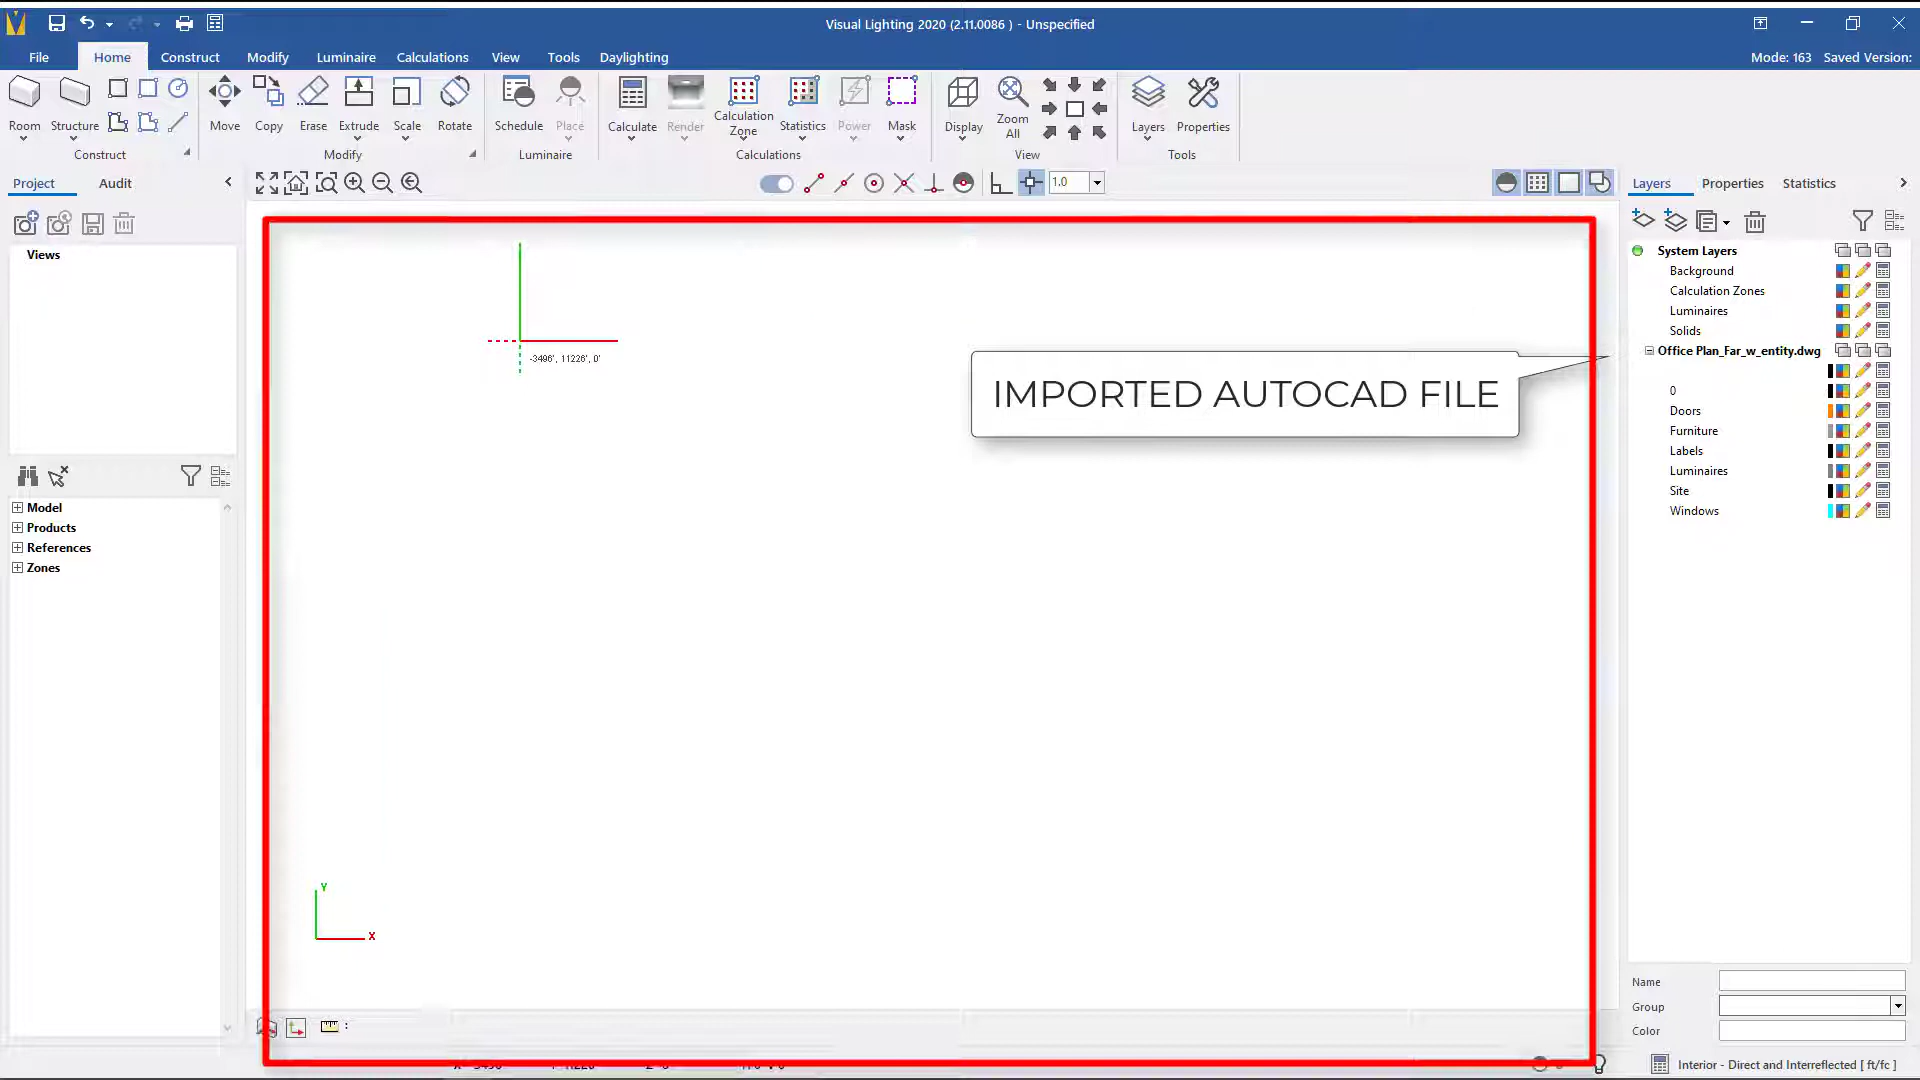 Visual Lighting 2020 (2.11.0086 ) - Unspecified
File
Home
Construct
Modify
Luminaire
Calculations
View
Tools
Daylighting
Mode: 163 Saved Version:
Room
Structure
Construct
Move
Copy
Erase
Extrude
Scale
Rotate
Modify
Schedule
Place
Luminaire
Calculate
Render
Calculation
Zone
Statistics
Power
Mask
Calculations
Display
Zoom
All
View
Layers
Properties
Tools
Project
Audit
1.0
Layers
Properties
Statistics
Views
Model
Products
References
Zones
-3496', 11226', 0'
IMPORTED AUTOCAD FILE
System Layers
Background
Calculation Zones
Luminaires
Solids
Office Plan_Far_w_entity.dwg
0
Doors
Furniture
Labels
Luminaires
Site
Windows
Y
X
:
Name
Group
Color
Interior - Direct and Interreflected [ ft/fc ]